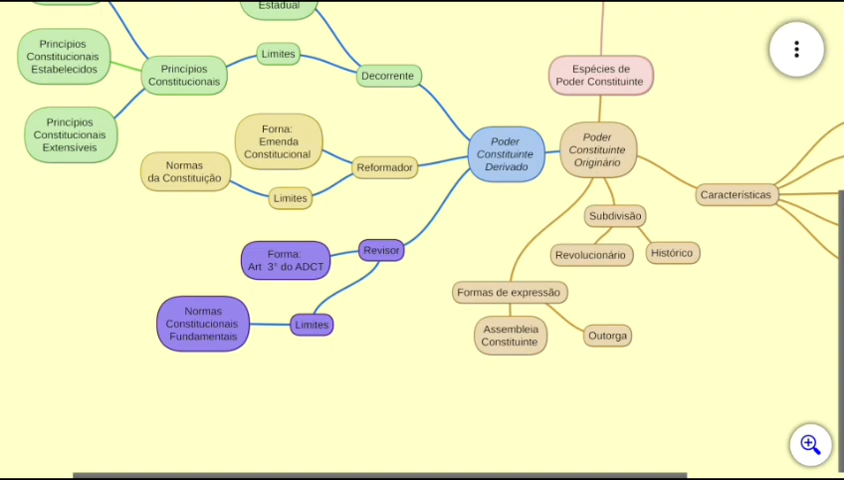 Estadual
Princípios
Constitucionais
Estabelecidos
Limites
Princípios
Constitucionais
Decorrente
Espécies de
Poder Constituinte
Princípios
Constitucionais
Extensíveis
Forna:
Emenda
Constitucional
Normas
da Constituição
Reformador
Limites
Poder
Constituinte
Derivado
Poder
Constituinte
Originário
Características
Subdivisão
Revolucionário
Histórico
Revisor
Forma:
Art 3° do ADCT
Formas de expressão
Normas
Constitucionais
Fundamentais
Limites
Assembleia
Constituinte
Outorga